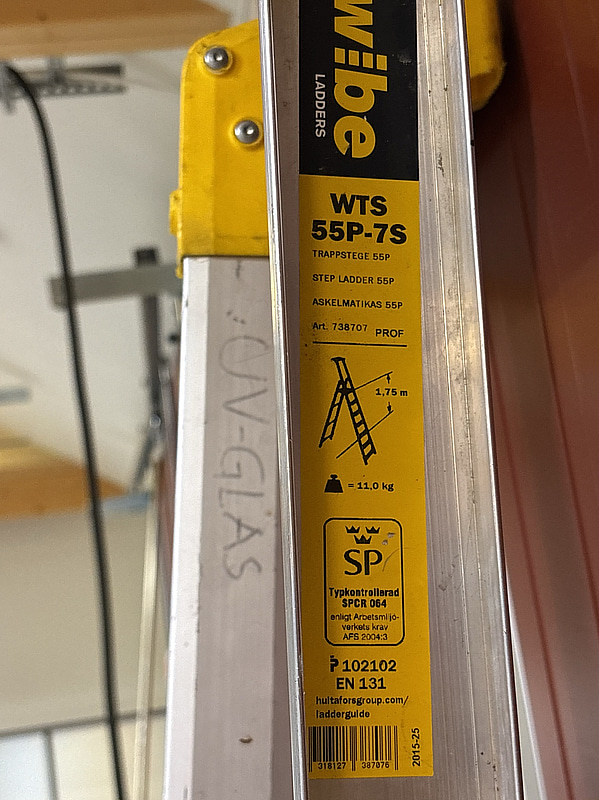 wibe
LADDERS
WTS
55P-7S
TRAPPSTEGE 55P
STEP LADDER 55P
ASKELMATIKAS 55P
Art. 738707 PROF
1,75 m
= 11,0 kg
SP
Typkontrollerad
SPCR 064
enligt Arbetsmiljö-
verkets krav
AFS 2004:3
P 102102
EN 131
hultaforsgroup.com/
ladderguide
318127 387076
2015-25
UV-GLAS